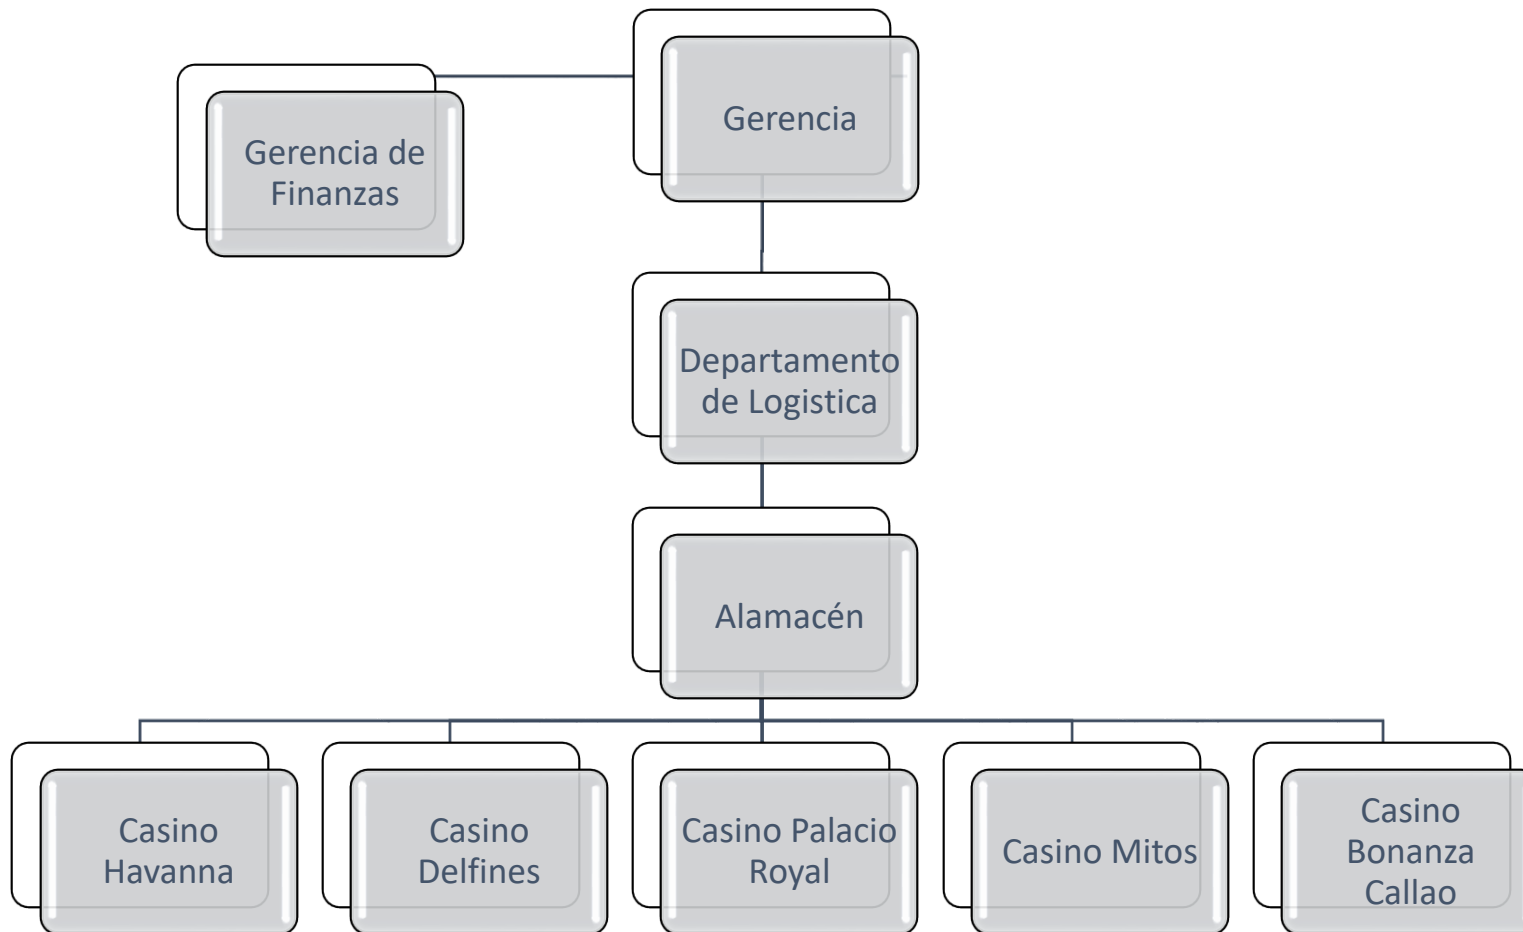 Gerencia
Gerencia de
Finanzas
Departamento
de Logistica
Alamacén
Casino
Havanna
Casino
Delfines
Casino Palacio
Royal
Casino Mitos
Casino
Bonanza
Callao